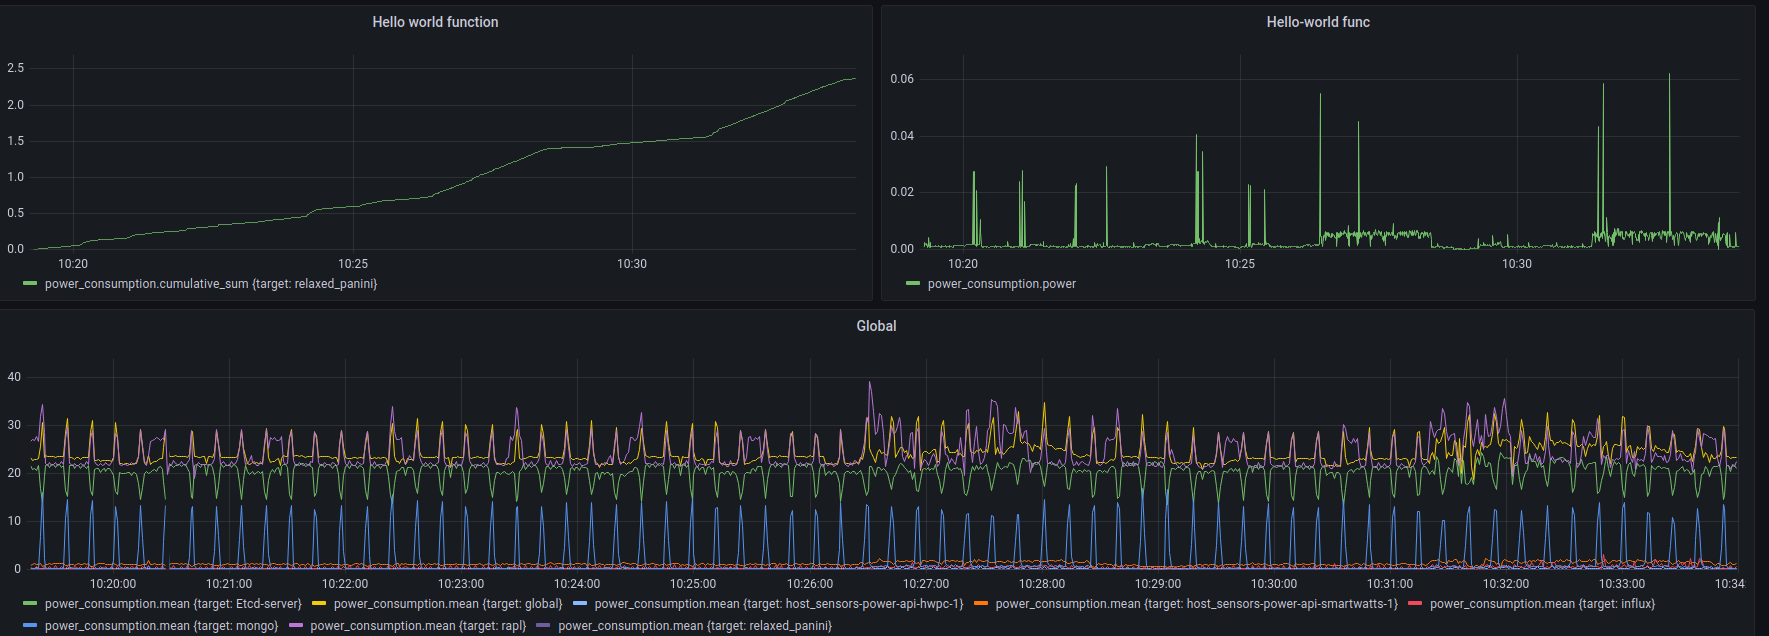 Hello world function
2.5
2.0
1.5
1.0
0.5
0.0
10:20 10:25 10:30
power_consumption.cumulative_sum {target: relaxed_panini}
Hello-world func
0.06
0.04
0.02
0.00
10:20 10:25 10:30
power_consumption.power
Global
40
30
20
10
0
10:20:00 10:21:00 10:22:00 10:23:00 10:24:00 10:25:00 10:26:00 10:27:00 10:28:00 10:29:00 10:30:00 10:31:00 10:32:00 10:33:00 10:34
power_consumption.mean {target: Etcd-server} power_consumption.mean {target: global} power_consumption.mean {target: host_sensors-power-api-hwpc-1} power_consumption.mean {target: host_sensors-power-api-smartwatts-1} power_consumption.mean {target: influx}
power_consumption.mean {target: mongo} power_consumption.mean {target: rapl} power_consumption.mean {target: relaxed_panini}